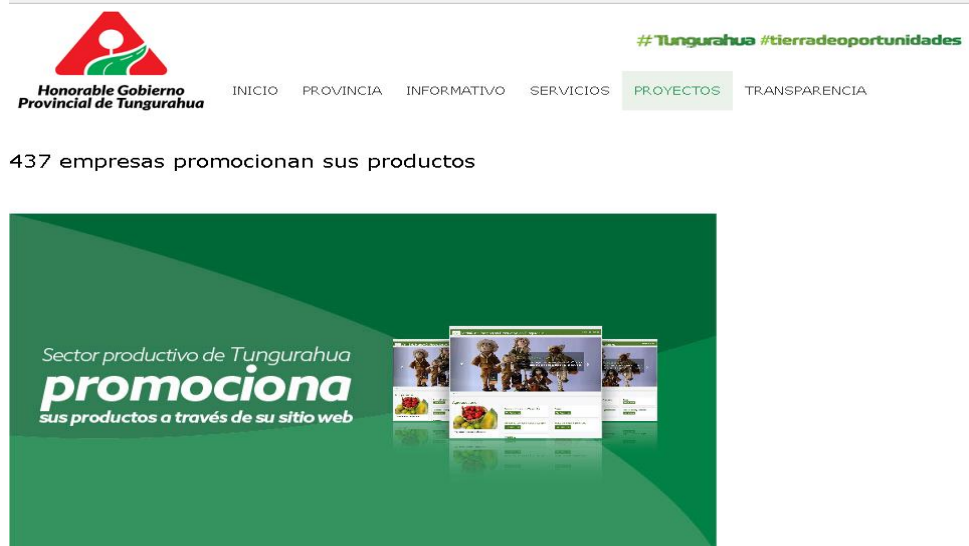 #Tungurahua #tierradeoportunidades
Honorable Gobierno
Provincial de Tungurahua
INICIO PROVINCIA INFORMATIVO SERVICIOS PROYECTOS TRANSPARENCIA
437 empresas promocionan sus productos
Sector productivo de Tungurahua
promociona
sus productos a través de su sitio web